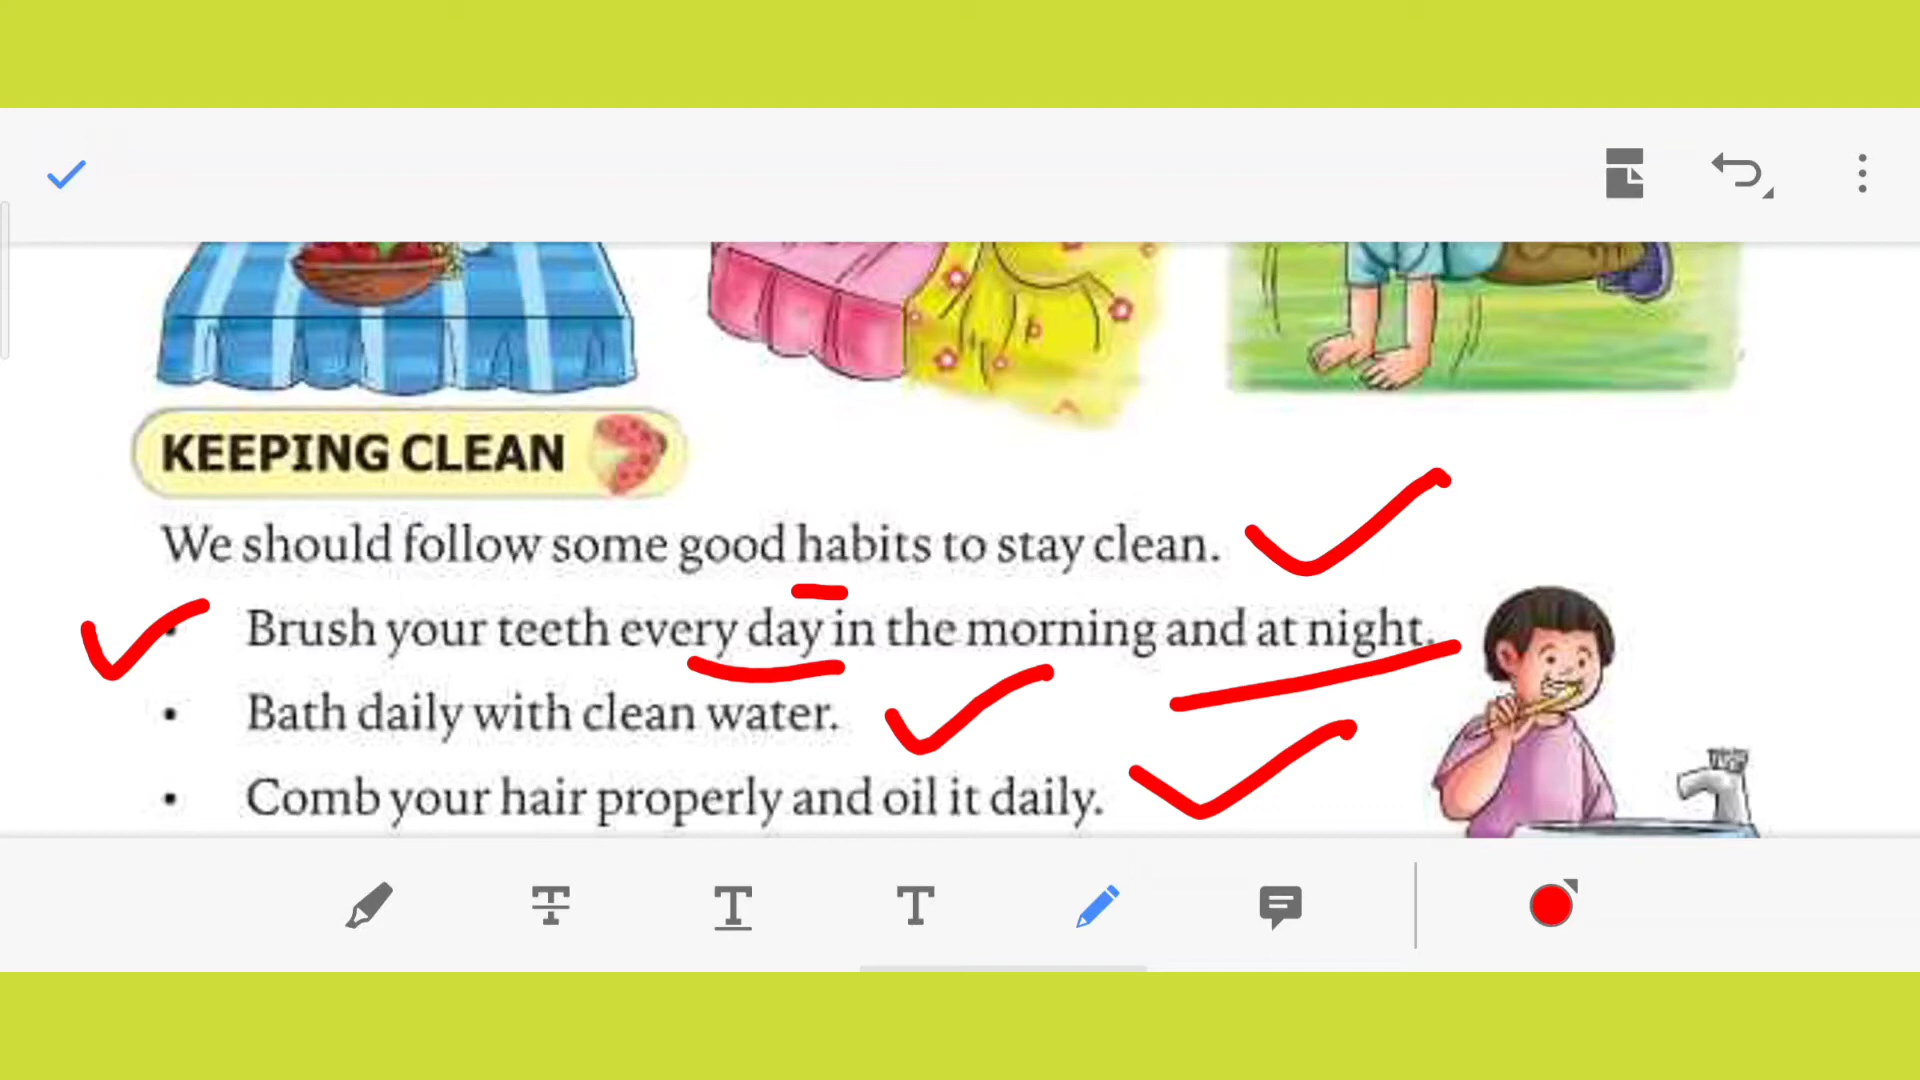 KEEPING CLEAN
We should follow some good habits to stay clean.
• Brush your teeth every day in the morning and at night.
• Bath daily with clean water.
• Comb your hair properly and oil it daily.